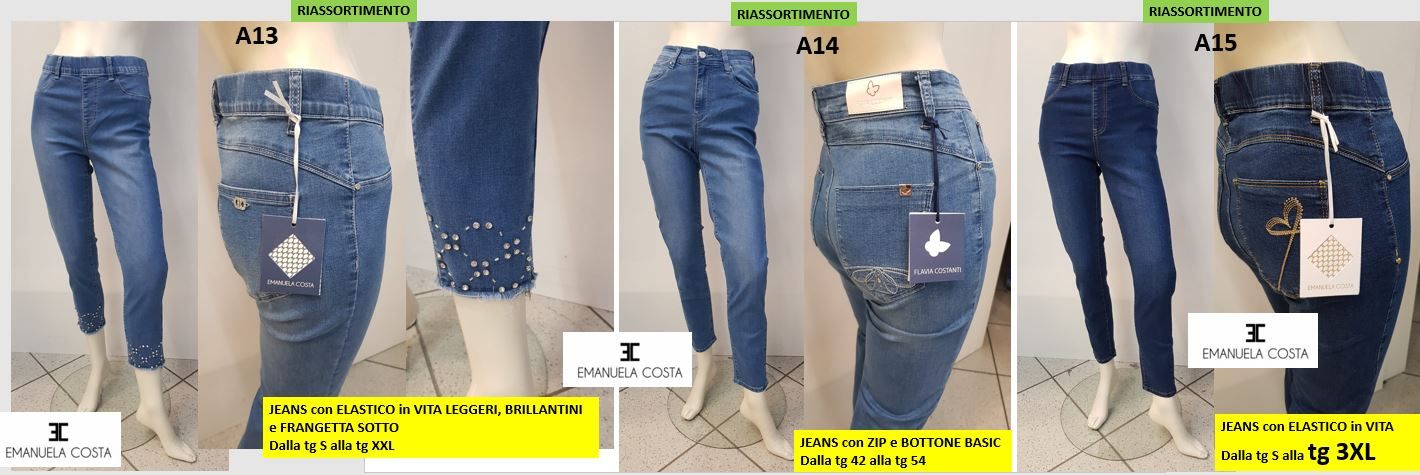 RIASSORTIMENTO
A13
EMANUELA COSTA
EMANUELA COSTA
JEANS con ELASTICO in VITA LEGGERI, BRILLANTINI
e FRANGETTA SOTTO
Dalla tg S alla tg XXL
RIASSORTIMENTO
A14
FLAVIA COSTANTI
EMANUELA COSTA
JEANS con ZIP e BOTTONE BASIC
Dalla tg 42 alla tg 54
RIASSORTIMENTO
A15
EMANUELA COSTA
EMANUELA COSTA
JEANS con ELASTICO in VITA
Dalla tg S alla tg 3XL